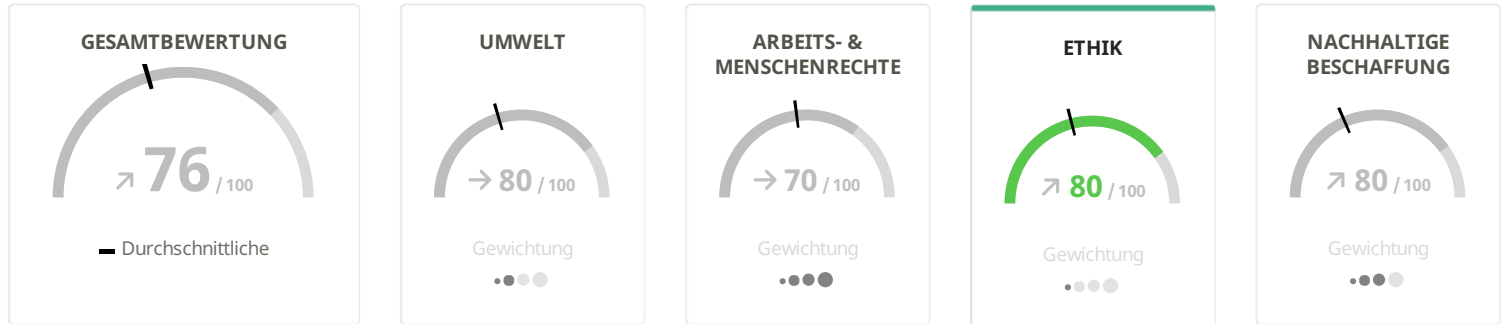 GESAMTBEWERTUNG
76 / 100
Durchschnittliche
UMWELT
80 / 100
Gewichtung
ARBEITS- &
MENSCHENRECHTE
70 / 100
Gewichtung
ETHIK
80 / 100
Gewichtung
NACHHALTIGE
BESCHAFFUNG
80 / 100
Gewichtung